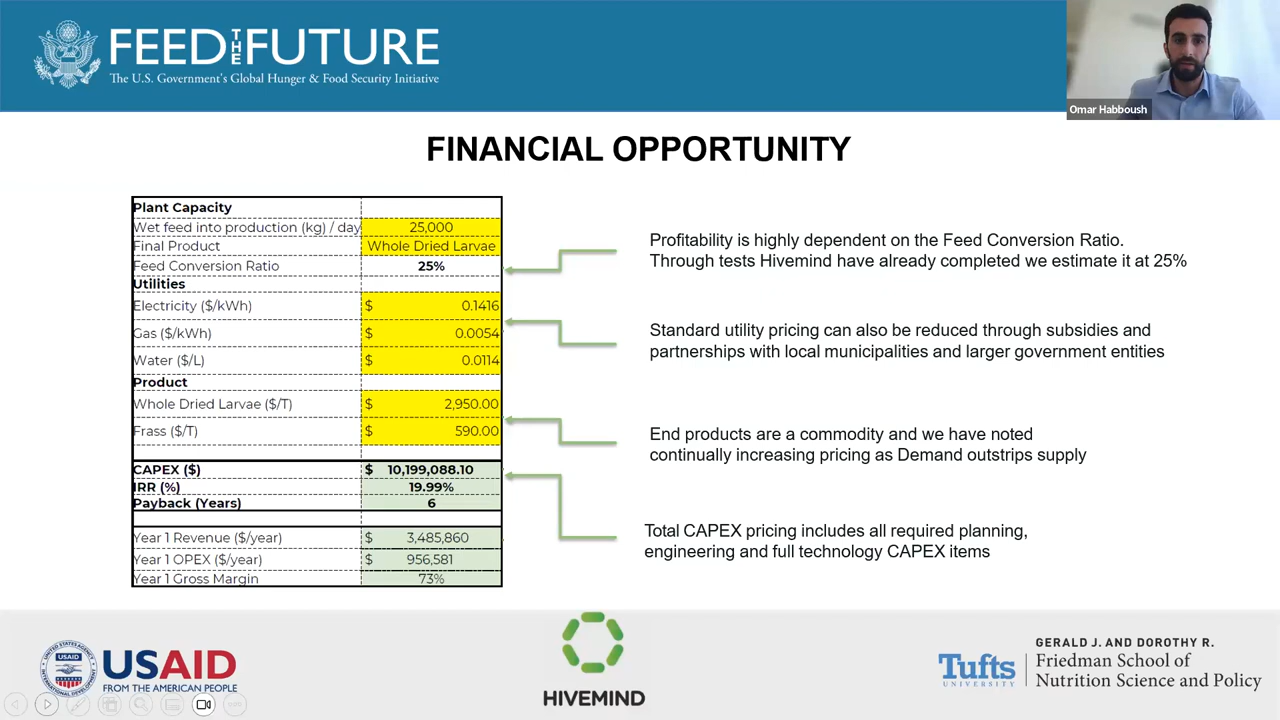 FEED THE FUTURE
The U.S. Government's Global Hunger & Food Security Initiative
Omar Habboush
FINANCIAL OPPORTUNITY
Plant Capacity
Wet feed into production (kg) / day 25,000
Final Product Whole Dried Larvae
Feed Conversion Ratio 25%
Utilities
Electricity ($/kWh) $ 0.1416
Gas ($/kWh) $ 0.0054
Water ($/L) $ 0.0114
Product
Whole Dried Larvae ($/T) $ 2,950.00
Frass ($/T) $ 590.00
CAPEX ($) $ 10,199,088.10
IRR (%) 19.99%
Payback (Years) 6
Year 1 Revenue ($/year) $ 3,485,860
Year 1 OPEX ($/year) $ 956,581
Year 1 Gross Margin 73%
Profitability is highly dependent on the Feed Conversion Ratio.
Through tests Hivemind have already completed we estimate it at 25%
Standard utility pricing can also be reduced through subsidies and
partnerships with local municipalities and larger government entities
End products are a commodity and we have noted
continually increasing pricing as Demand outstrips supply
Total CAPEX pricing includes all required planning,
engineering and full technology CAPEX items
USAID
USAID
FROM THE AMERICAN PEOPLE
HIVEMIND
Tufts
UNIVERSITY
GERALD J. AND DOROTHY R.
Friedman School of
Nutrition Science and Policy